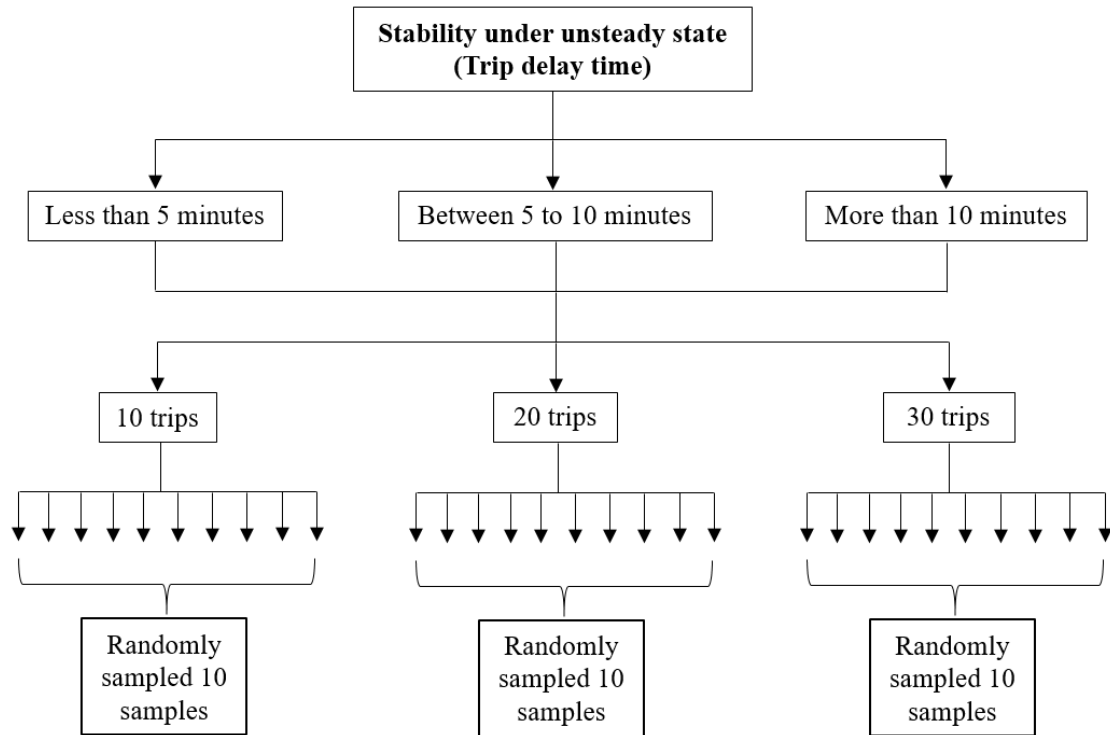 Stability under unsteady state
(Trip delay time)
Less than 5 minutes
Between 5 to 10 minutes
More than 10 minutes
10 trips
20 trips
30 trips
Randomly
sampled 10
samples
Randomly
sampled 10
samples
Randomly
sampled 10
samples